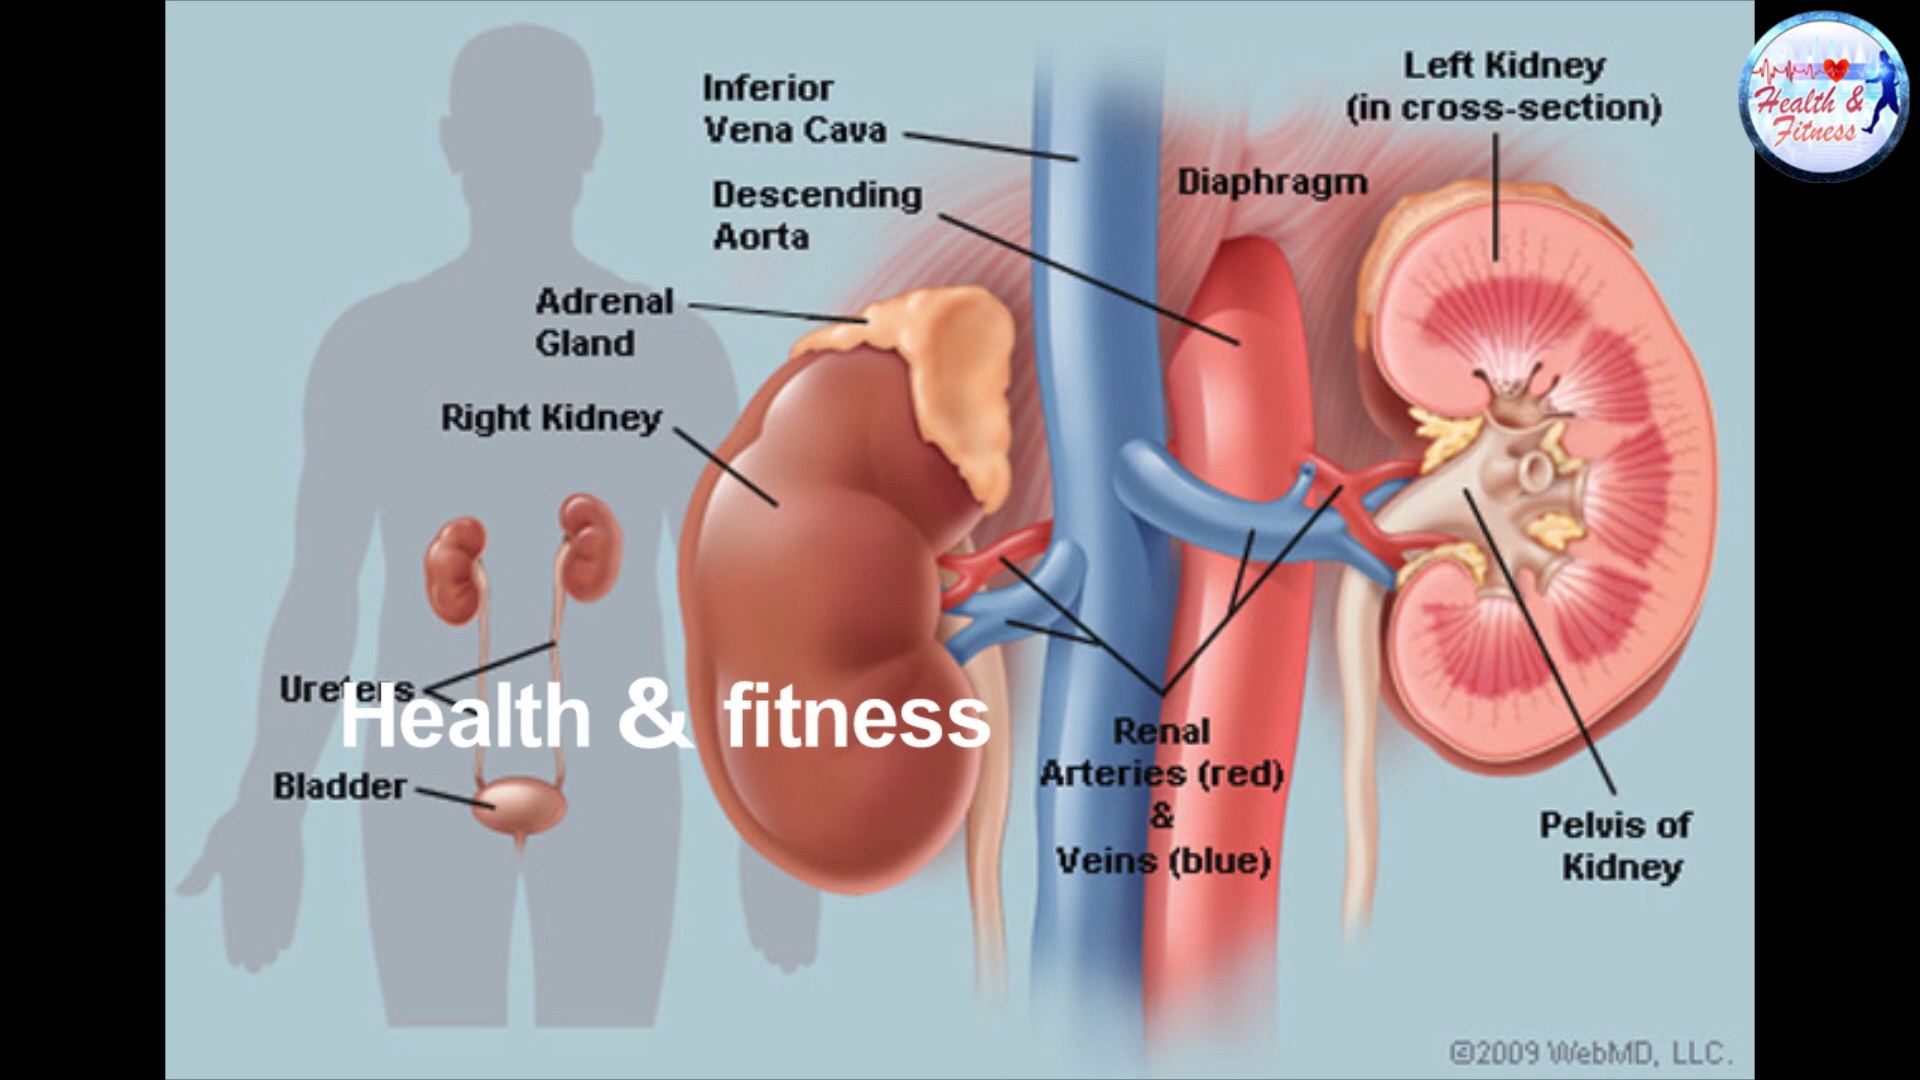 Inferior
Vena Cava
Descending
Aorta
Adrenal
Gland
Right Kidney
Ureters
Bladder
Health & fitness
Diaphragm
Left Kidney
(in cross-section)
Renal
Arteries (red)
&
Veins (blue)
Pelvis of
Kidney
©2009 WebMD, LLC.
Health &
Fitness